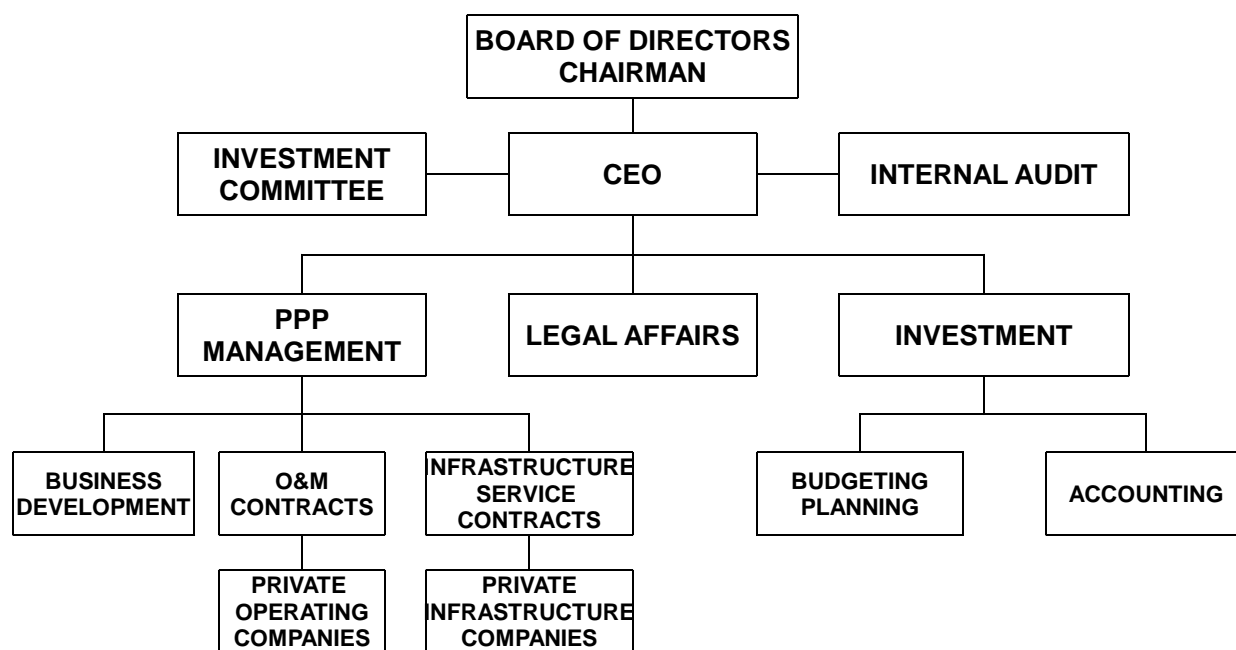 BOARD OF DIRECTORS
CHAIRMAN
INVESTMENT
COMMITTEE
CEO
INTERNAL AUDIT
PPP
MANAGEMENT
LEGAL AFFAIRS
INVESTMENT
BUSINESS
DEVELOPMENT
O&M
CONTRACTS
INFRASTRUCTURE
SERVICE
CONTRACTS
BUDGETING
PLANNING
ACCOUNTING
PRIVATE
OPERATING
COMPANIES
PRIVATE
INFRASTRUCTURE
COMPANIES